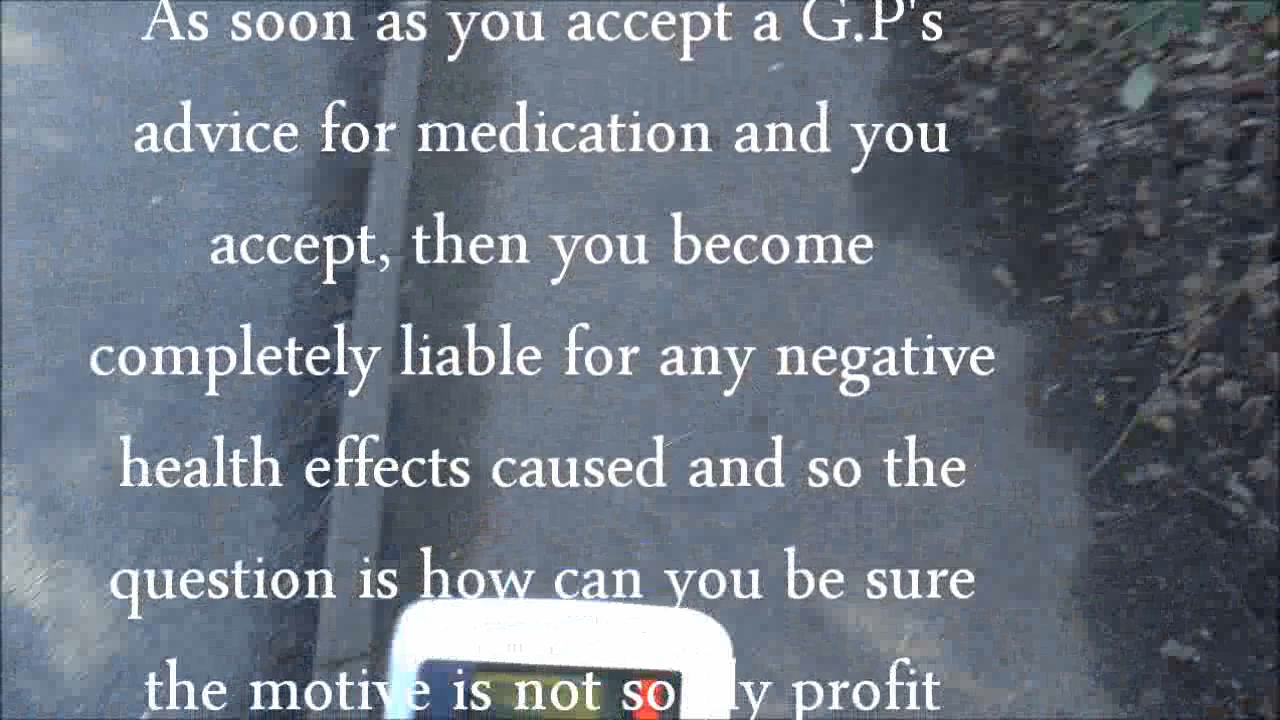 As soon as you accept a G.P's
advice for medication and you
accept, then you become
completely liable for any negative
health effects caused and so the
question is how can you be sure
the motive is not profit